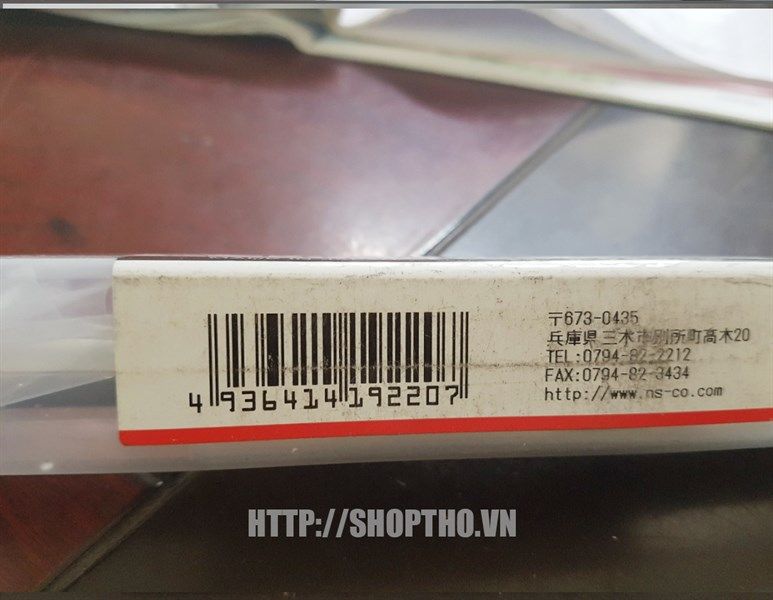 4 936414 192207
〒673-0435
兵庫県三木市別所町高木20
TEL:0794-82-2212
FAX:0794-82-3434
http://www.ns-co.com
HTTP://SHOPTHO.VN